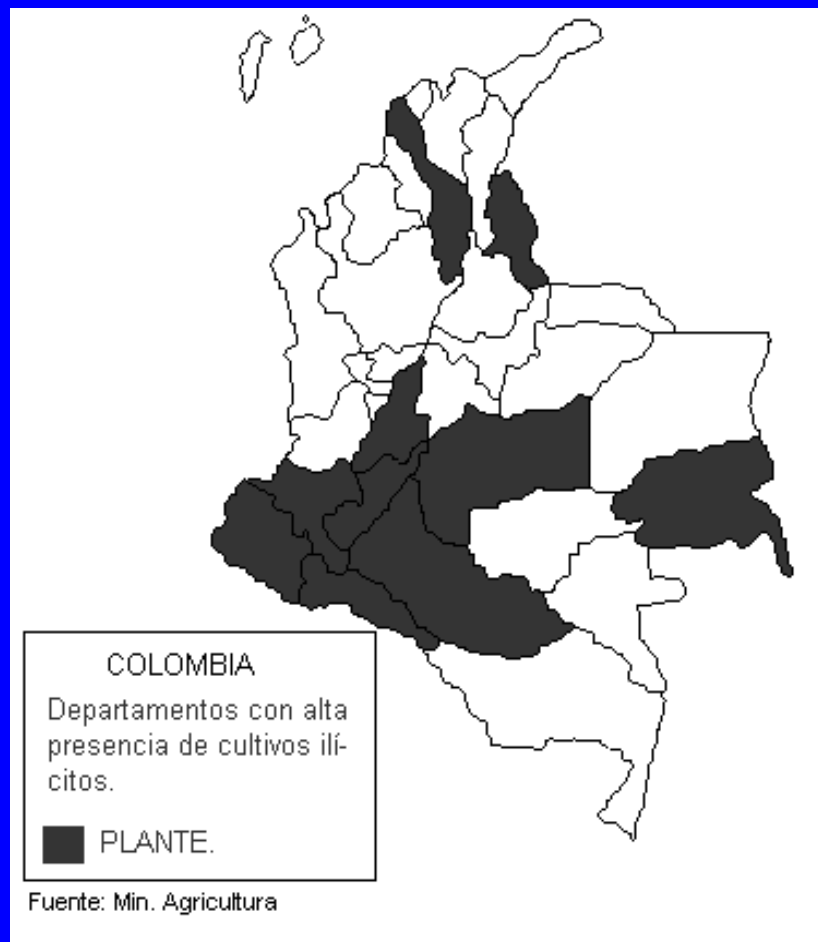 COLOMBIA
Departamentos con alta
presencia de cultivos ilí-
citos.
PLANTE.
Fuente: Min. Agricultura